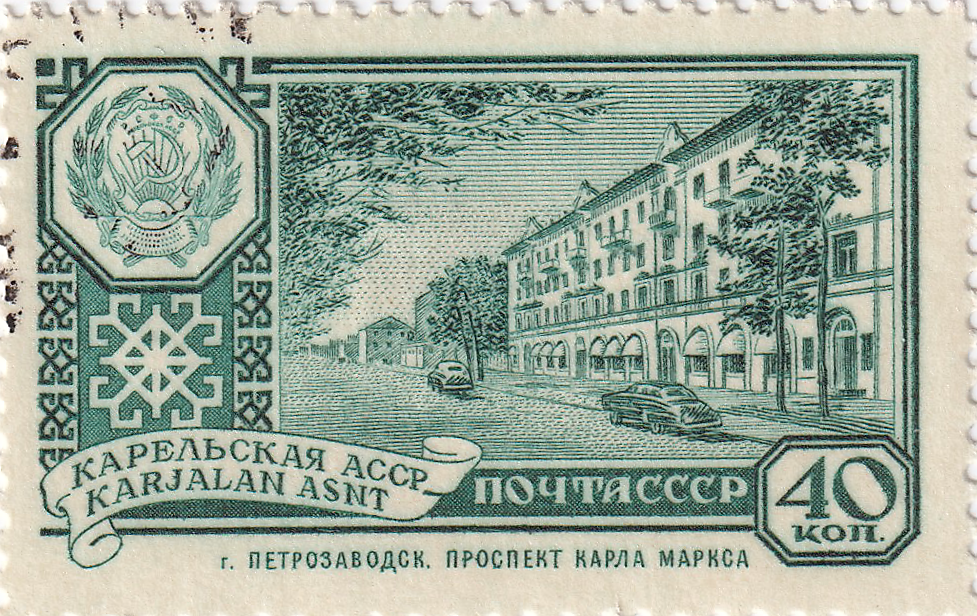 КАРЕЛЬСКАЯ АССР
KARJALAN ASNT
ПОЧТА СССР
40
КОП.
г. ПЕТРОЗАВОДСК. ПРОСПЕКТ КАРЛА МАРКСА